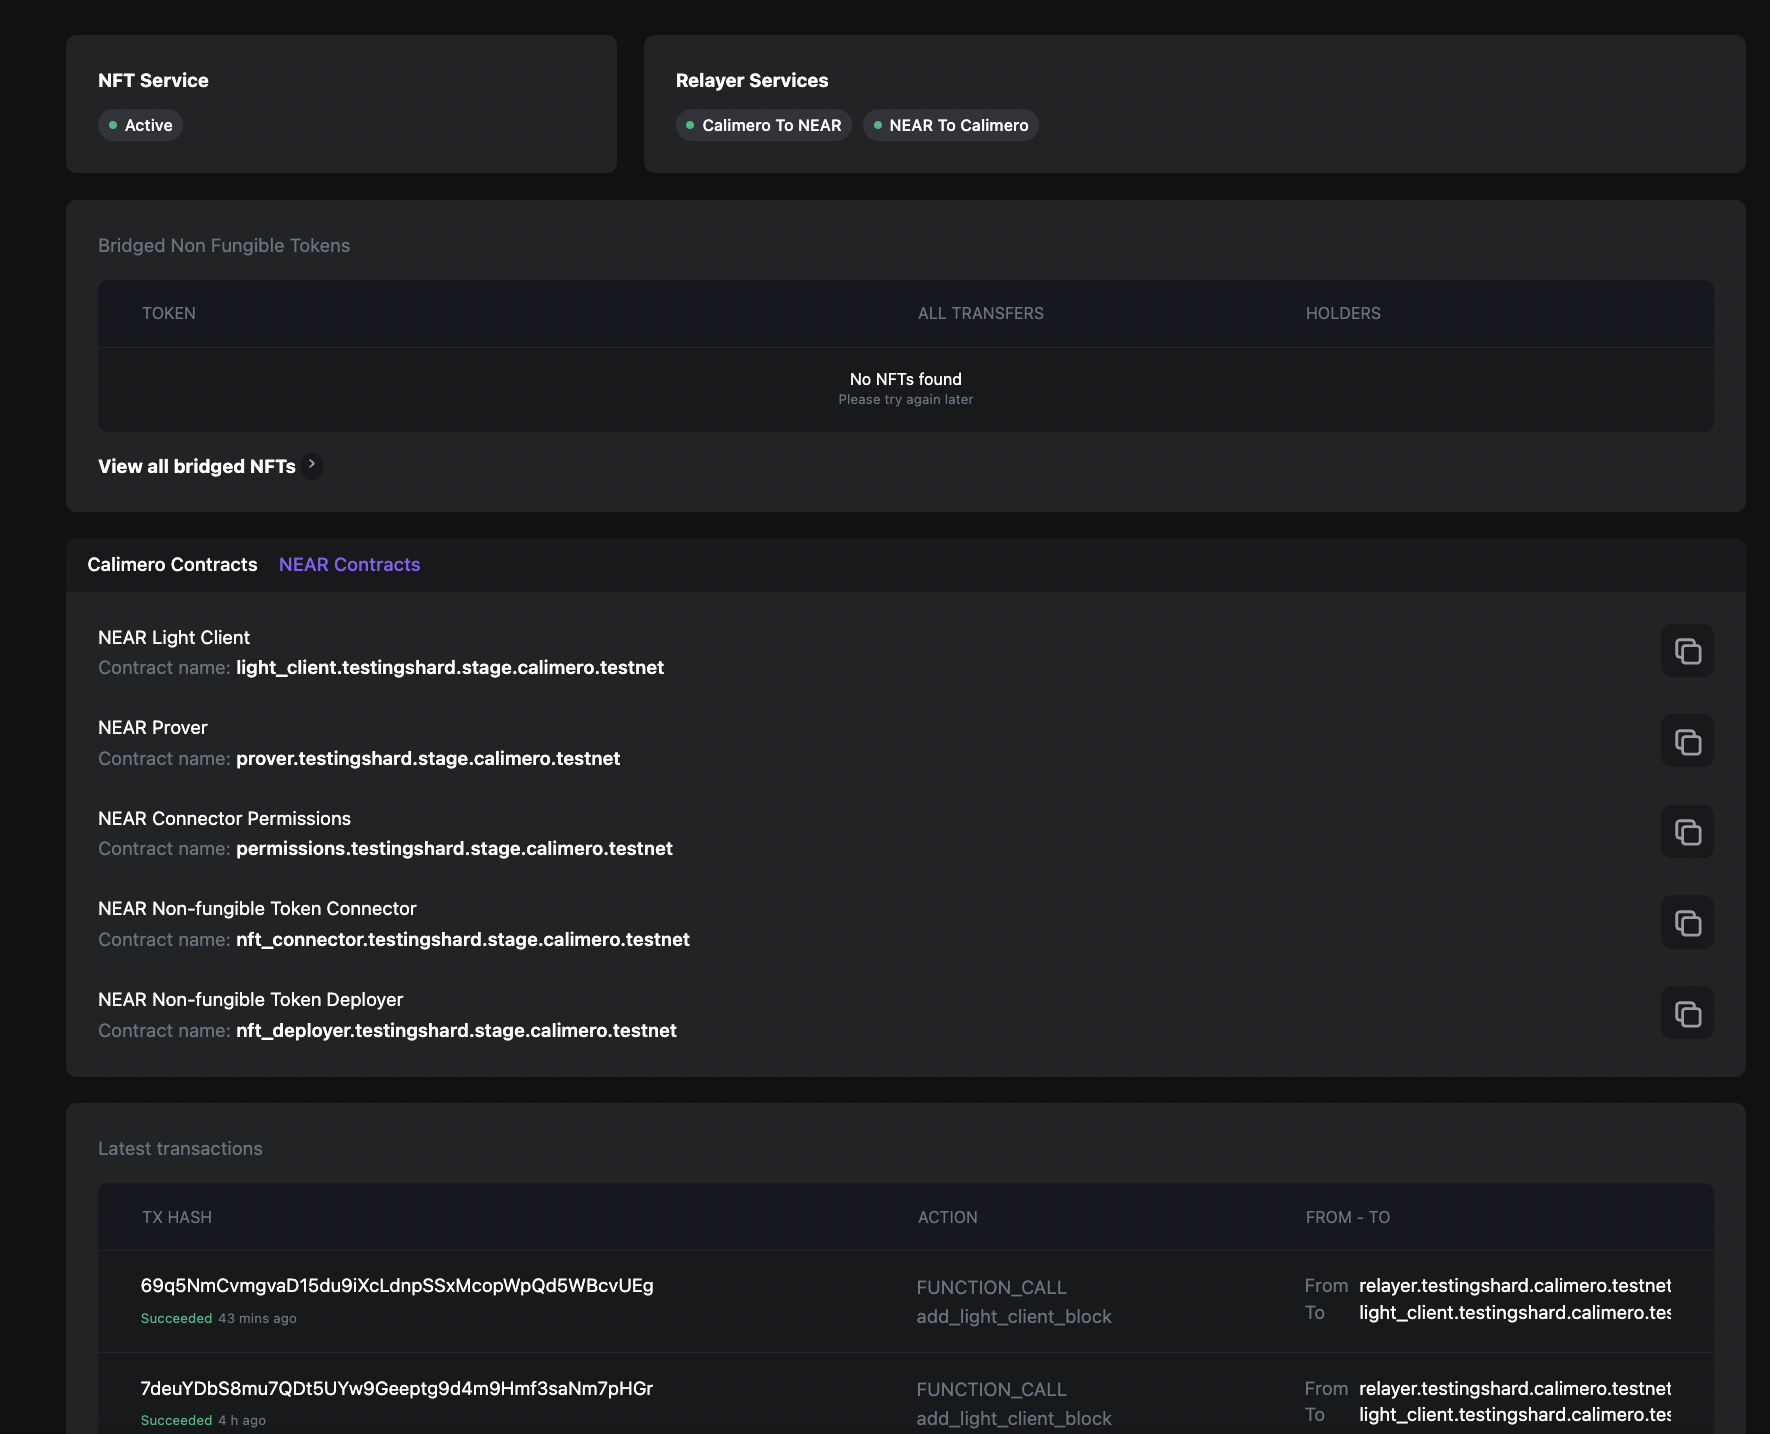 NFT Service
Active
Relayer Services
Calimero To NEAR
NEAR To Calimero
Bridged Non Fungible Tokens
TOKEN
ALL TRANSFERS
HOLDERS
No NFTs found
Please try again later
View all bridged NFTs
Calimero Contracts
NEAR Contracts
NEAR Light Client
Contract name: light_client.testingshard.stage.calimero.testnet
NEAR Prover
Contract name: prover.testingshard.stage.calimero.testnet
NEAR Connector Permissions
Contract name: permissions.testingshard.stage.calimero.testnet
NEAR Non-fungible Token Connector
Contract name: nft_connector.testingshard.stage.calimero.testnet
NEAR Non-fungible Token Deployer
Contract name: nft_deployer.testingshard.stage.calimero.testnet
Latest transactions
TX HASH
ACTION
FROM - TO
69q5NmCvmgvaD15du9iXcLdnpSSxMcopWpQd5WBcvUEg
Succeeded 43 mins ago
FUNCTION_CALL
add_light_client_block
From relayer.testingshard.calimero.testnet
To light_client.testingshard.calimero.tes
7deuYDbS8mu7QDt5UYw9Geeptg9d4m9Hmf3saNm7pHGr
Succeeded 4 h ago
FUNCTION_CALL
add_light_client_block
From relayer.testingshard.calimero.testnet
To light_client.testingshard.calimero.tes